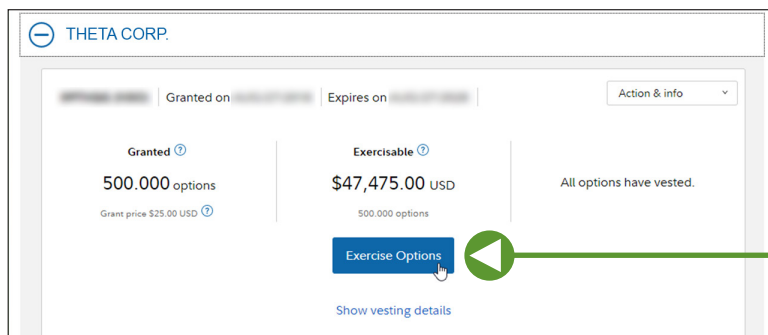 THETA CORP.
Granted on
Expires on
Action & info
Granted ?
Exercisable ?
500.000 options
$47,475.00 USD
All options have vested.
Grant price $25.00 USD ?
500.000 options
Exercise Options
Show vesting details